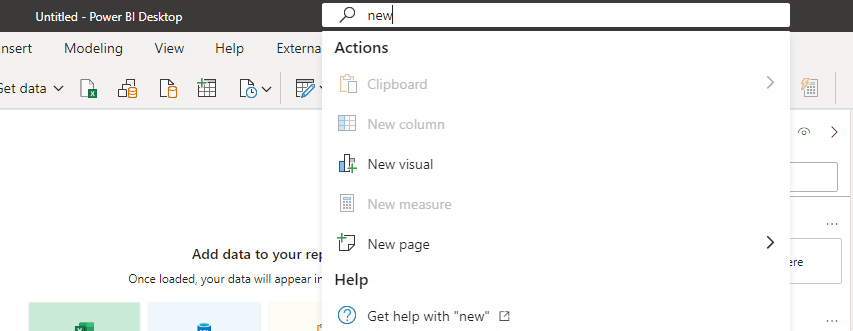 Untitled - Power BI Desktop
new
nsert Modeling View Help Externa
Get data
Actions
Clipboard
New column
New visual
New measure
New page
Add data to your rep
Once loaded, your data will appear in
ere
Help
Get help with "new"